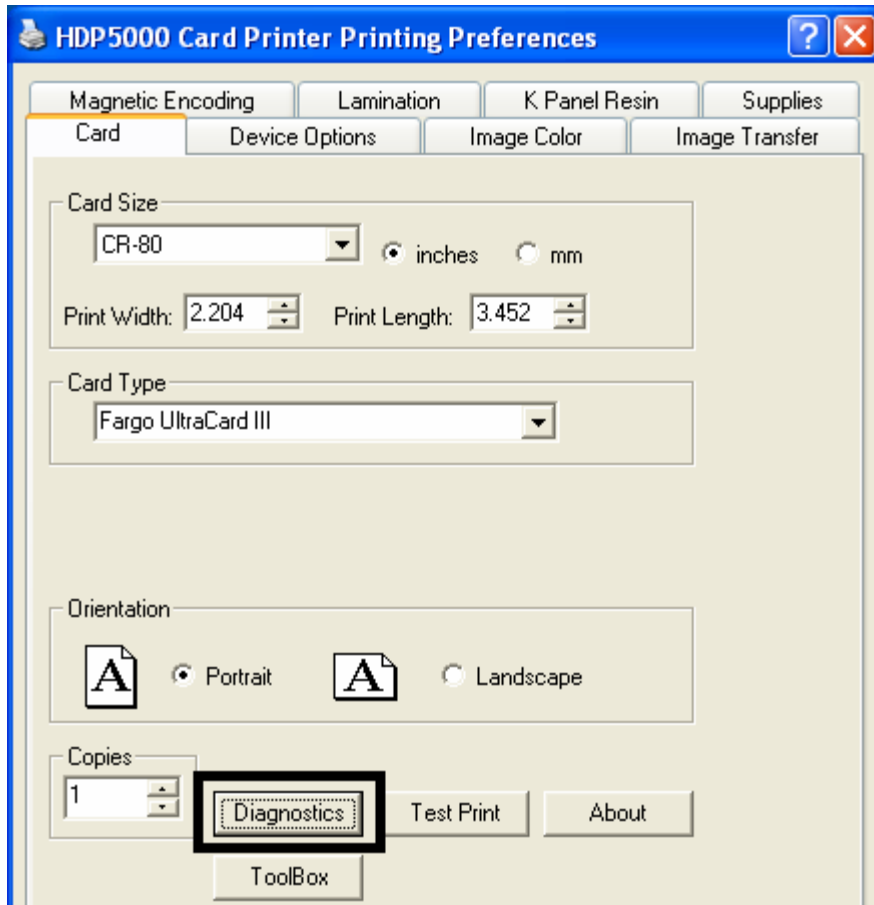 HDP5000 Card Printer Printing Preferences
Magnetic Encoding Lamination K Panel Resin Supplies
Card Device Options Image Color Image Transfer
Card Size
CR-80 inches mm
Print Width: 2.204 Print Length: 3.452
Card Type
Fargo UltraCard III
Orientation
A Portrait A Landscape
Copies
1 Diagnostics Test Print About
ToolBox